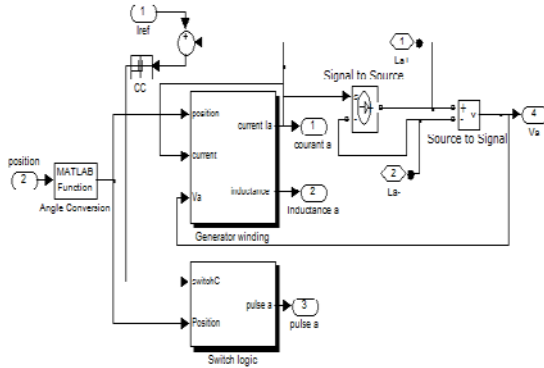 1
Iref
+
CC
1
La+
Signal to Source
+
v
4
Va
Source to Signal
position
current Ia
1
courant a
current
2
La-
position
2
MATLAB
Function
Angle Conversion
inductance
2
Inductance a
Va
Generator winding
switchC
pulse a
3
pulse a
Position
Switch logic